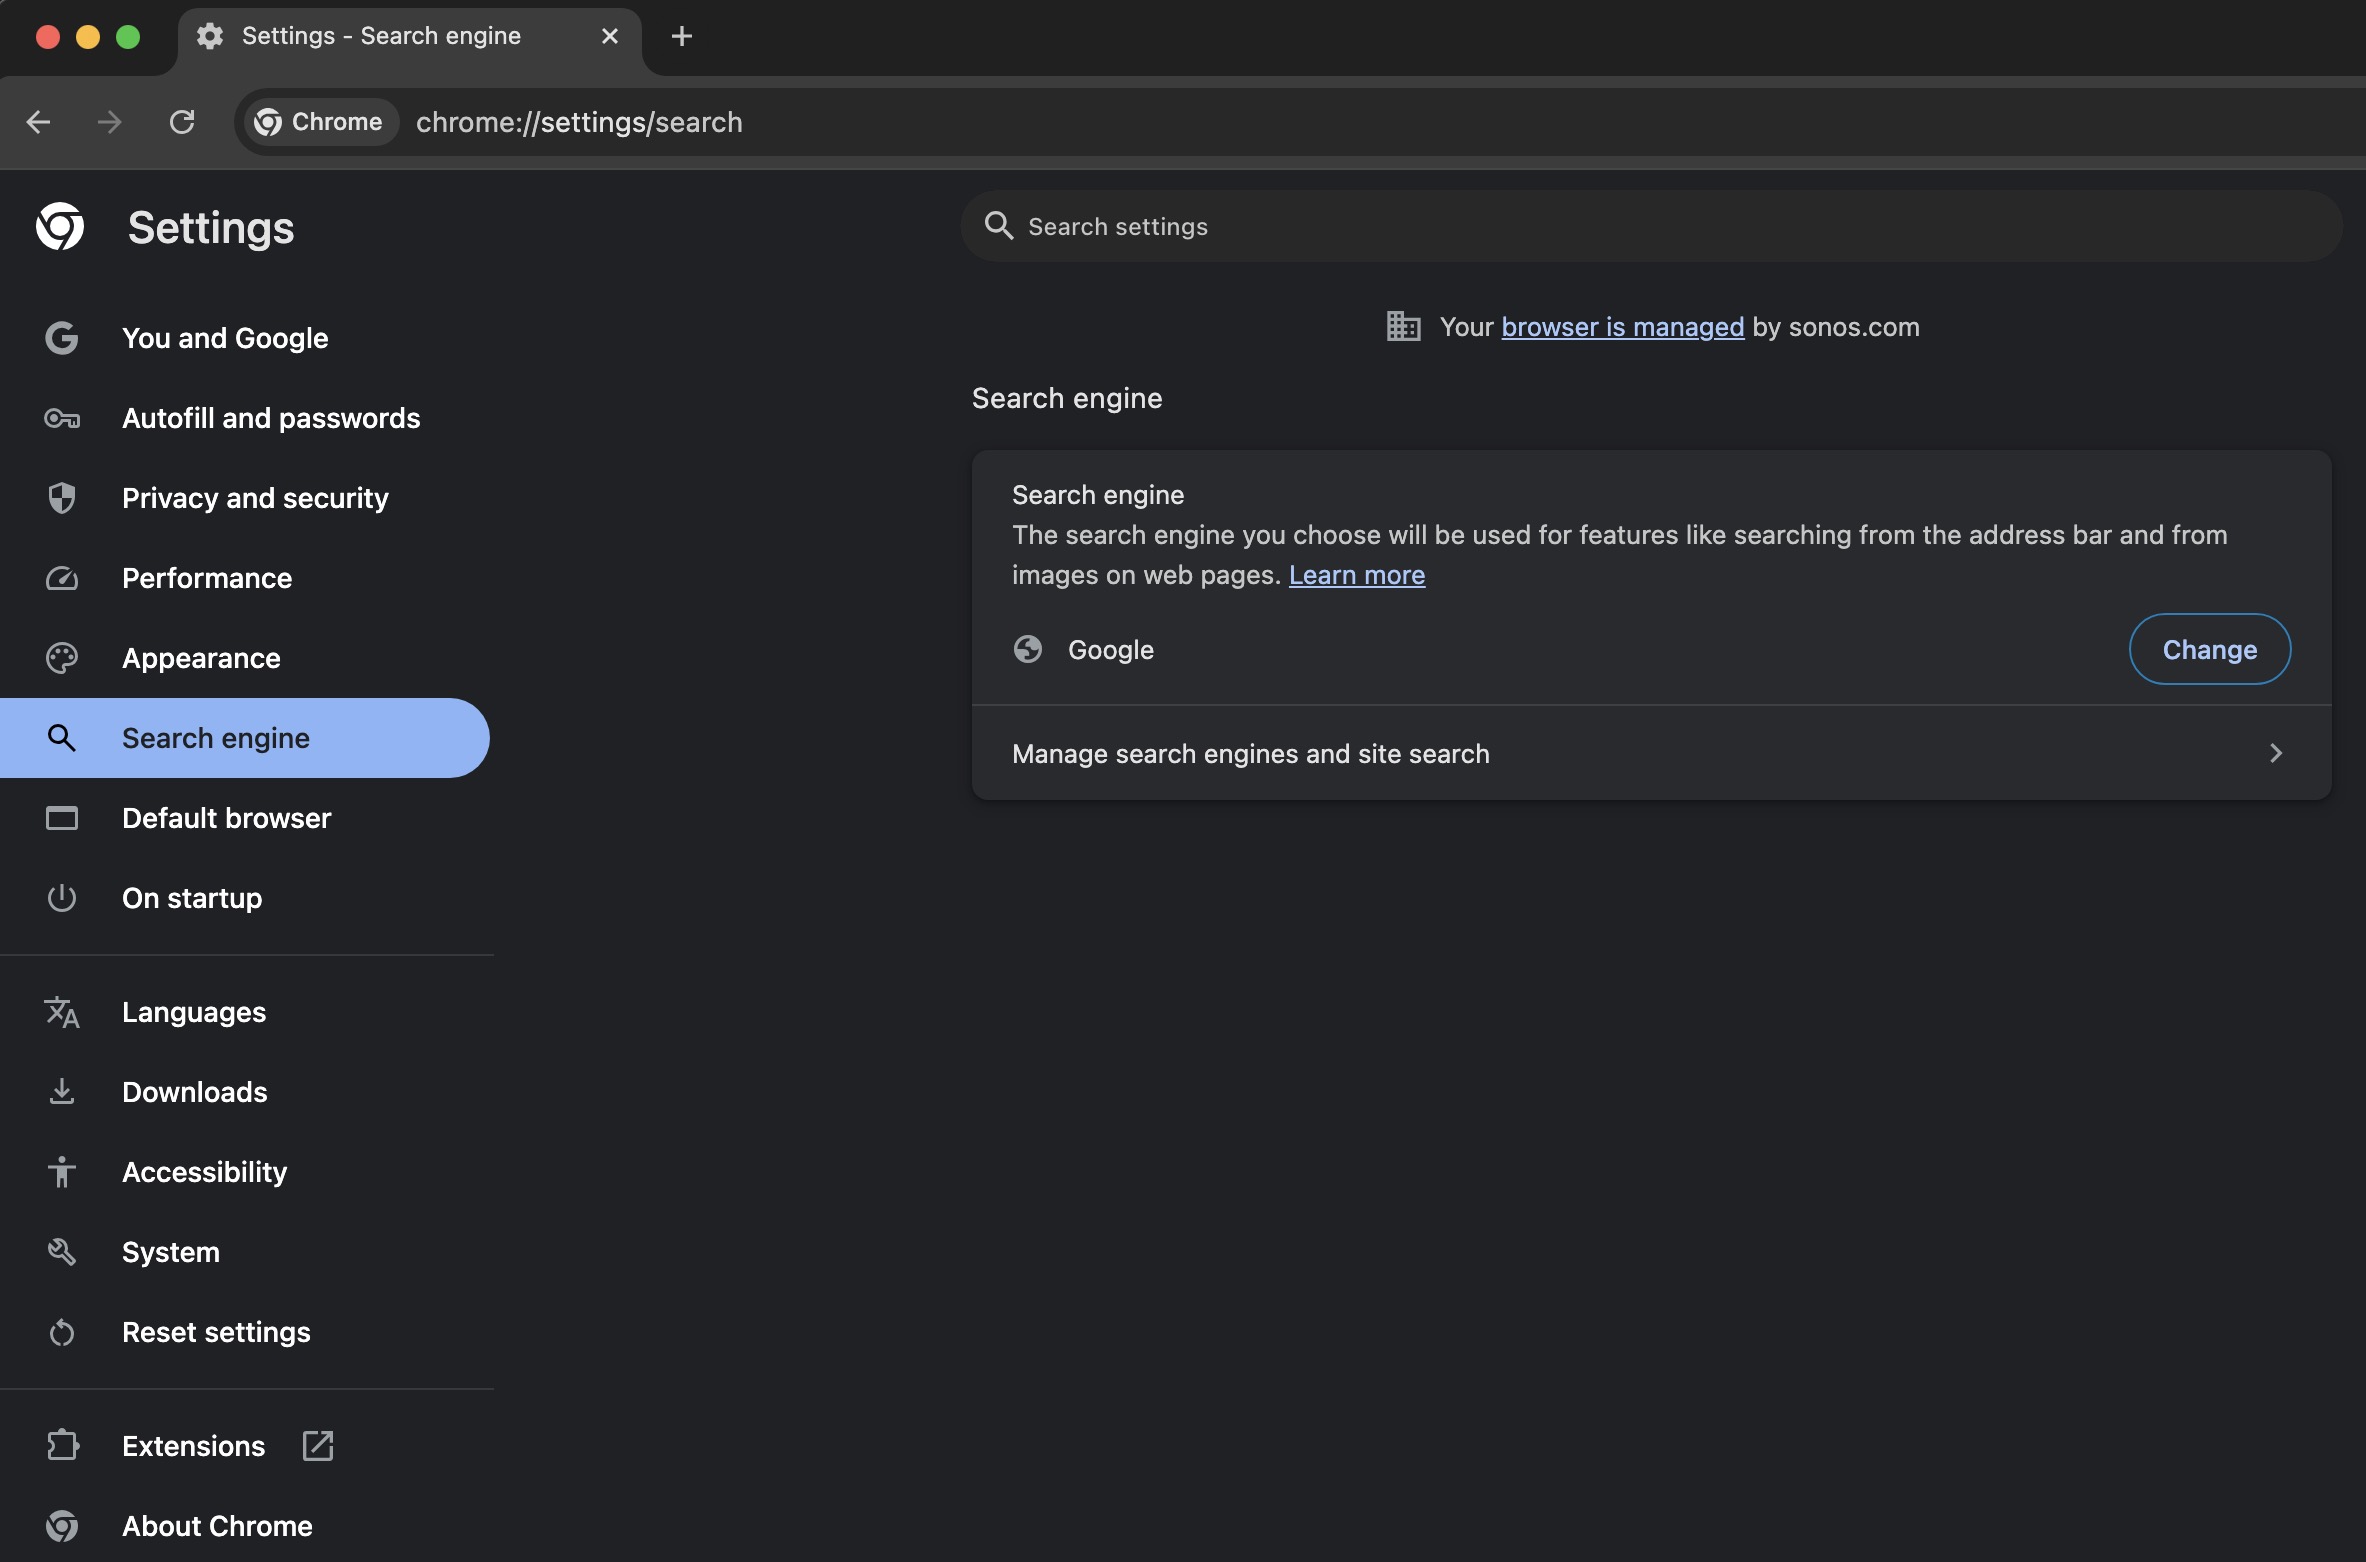 Settings - Search engine
Chrome
chrome://settings/search
Settings
Search settings
You and Google
Autofill and passwords
Privacy and security
Performance
Appearance
Search engine
Default browser
On startup
Languages
Downloads
Accessibility
System
Reset settings
Extensions
About Chrome
Your browser is managed by sonos.com
Search engine
Search engine
The search engine you choose will be used for features like searching from the address bar and from
images on web pages. Learn more
Google
Change
Manage search engines and site search